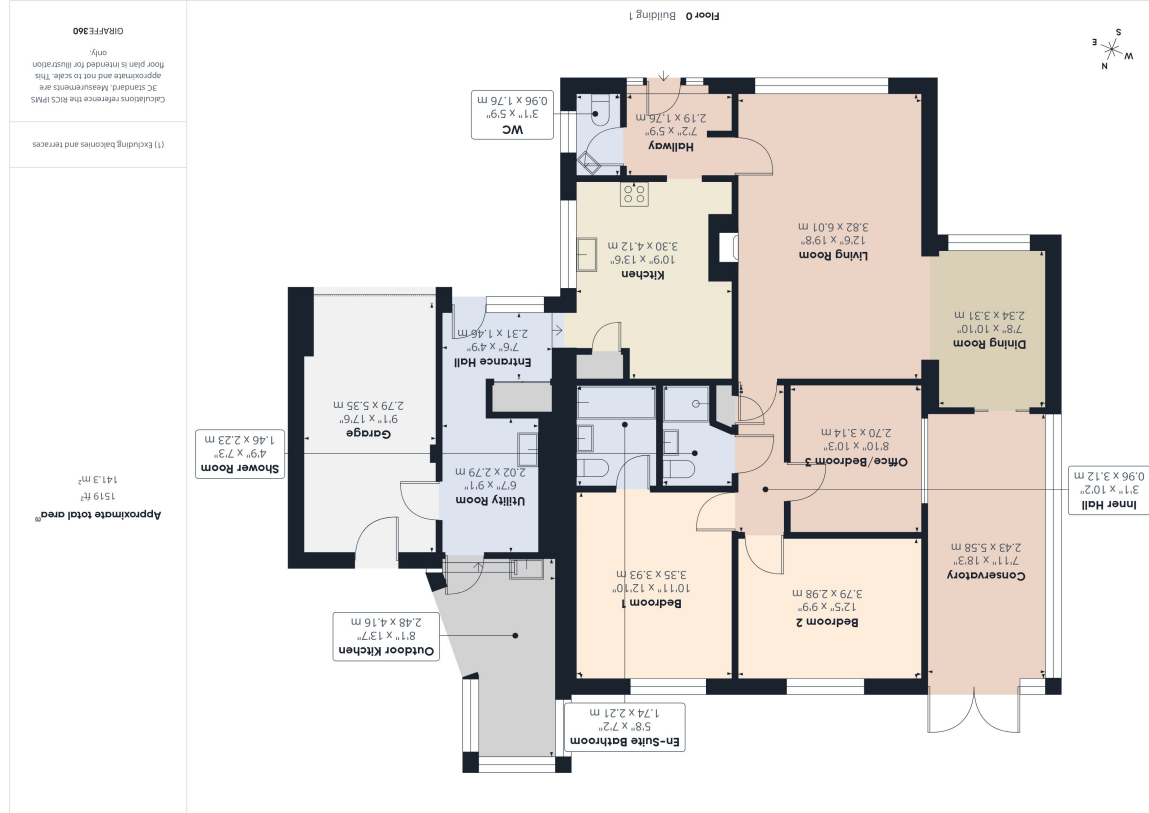 En-Suite Bathroom
5'8" x 7'2"
1.74 x 2.21 m
Outdoor Kitchen
8'1" x 13'7"
2.48 x 4.16 m
Conservatory
7'11" x 18'3"
2.43 x 5.58 m
Bedroom 2
12'5" x 9'9"
3.79 x 2.98 m
Bedroom 1
10'11" x 12'10"
3.35 x 3.93 m
Inner Hall
3'1" x 10'2"
0.96 x 3.12 m
Utility Room
6'7" x 9'1"
2.02 x 2.79 m
Office/Bedroom 3
8'10" x 10'3"
2.70 x 3.14 m
Shower Room
4'9" x 7'3"
1.46 x 2.23 m
Garage
9'1" x 17'6"
2.79 x 5.35 m
Entrance Hall
7'6" x 4'9"
2.31 x 1.46 m
Dining Room
7'8" x 10'10"
2.34 x 3.31 m
Kitchen
10'9" x 13'6"
3.30 x 4.12 m
Living Room
12'6" x 19'8"
3.82 x 6.01 m
Hallway
7'2" x 5'9"
2.19 x 1.76 m
WC
3'1" x 5'9"
0.96 x 1.76 m
N
E
S
W
Floor 0 Building 1
Approximate total area(1)
1519 ft²
141.3 m²
(1) Excluding balconies and terraces
Calculations reference the RICS IPMS
3C standard. Measurements are
approximate and not to scale. This
floor plan is intended for illustration
only.
GIRAFFE360